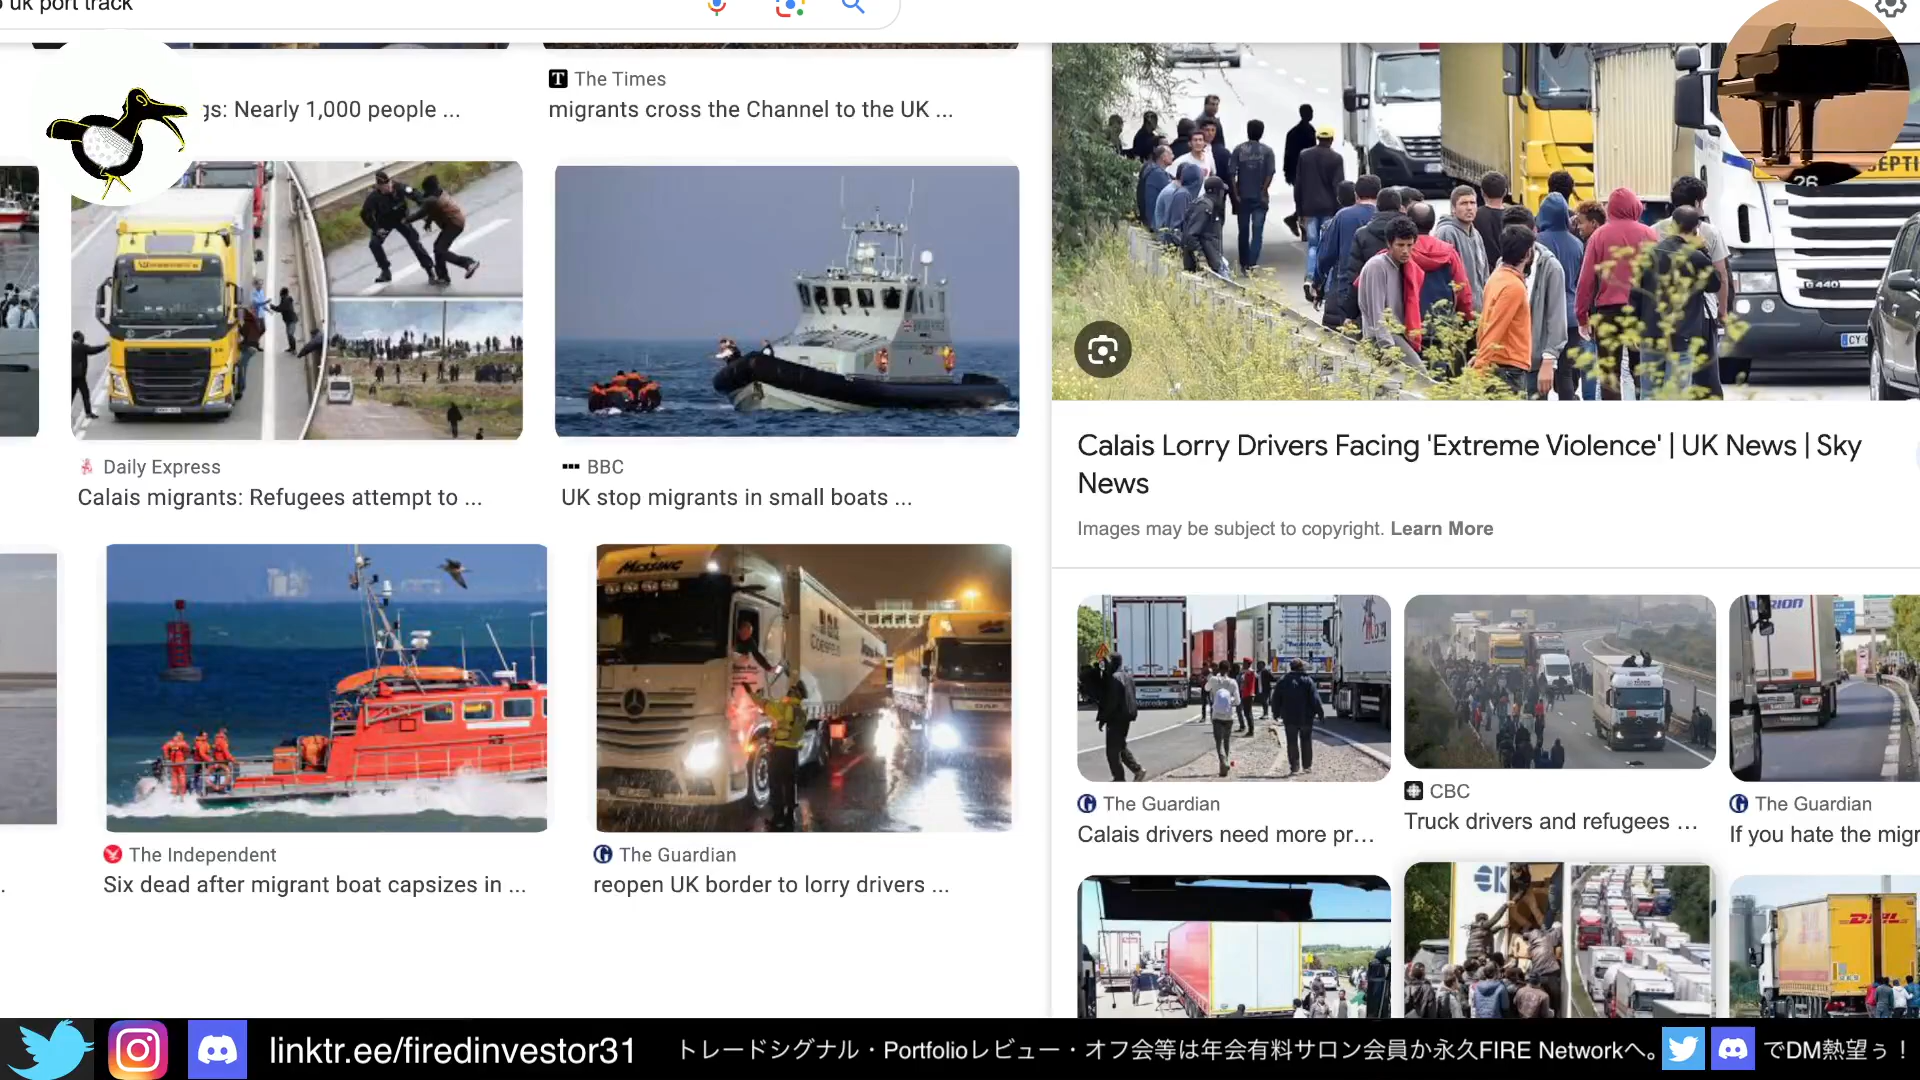 uk port track
gs: Nearly 1,000 people ...
The Times
migrants cross the Channel to the UK ...
Daily Express
Calais migrants: Refugees attempt to ...
BBC
UK stop migrants in small boats ...
The Independent
Six dead after migrant boat capsizes in ...
MESSING
The Guardian
reopen UK border to lorry drivers ...
26
G440
CY
Calais Lorry Drivers Facing 'Extreme Violence' | UK News | Sky
News
Images may be subject to copyright. Learn More
The Guardian
Calais drivers need more pr...
CBC
Truck drivers and refugees ...
The Guardian
If you hate the migr
DHL
linktr.ee/firedinvestor31
トレードシグナル・Portfolioレビュー・オフ会等は年会有料サロン会員か永久FIRE Networkへ。
でDM熱望ぅ！